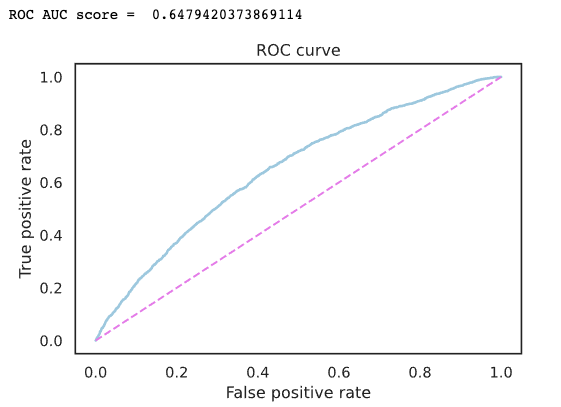 ROC AUC score =  0.6479420373869114
ROC curve
True positive rate
1.0
0.8
0.6
0.4
0.2
0.0
0.0 0.2 0.4 0.6 0.8 1.0
False positive rate